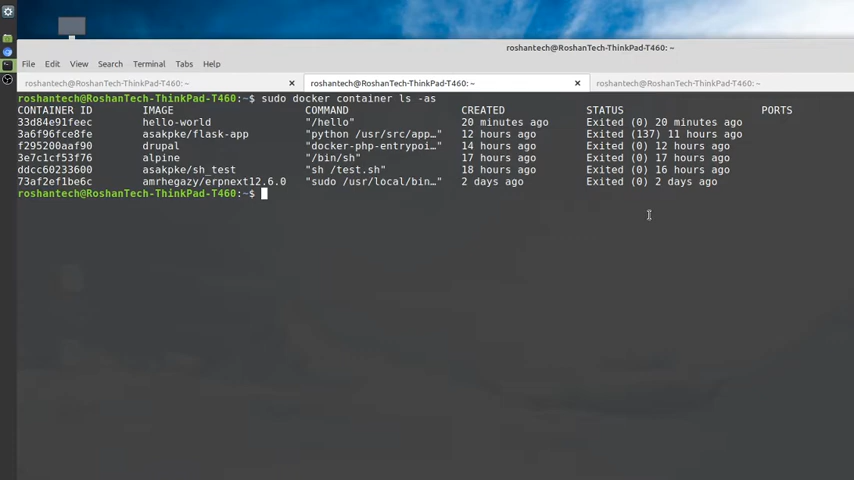 roshantech@RoshanTech-ThinkPad-T460: ~
File Edit View Search Terminal Tabs Help
roshantech@RoshanTech-ThinkPad-T460: ~ roshantech@RoshanTech-ThinkPad-T460: ~ roshantech@RoshanTech-ThinkPad-T460: ~
roshantech@RoshanTech-ThinkPad-T460:~$ sudo docker container ls -as
CONTAINER ID IMAGE COMMAND CREATED STATUS PORTS
33d84e91feec hello-world "/hello" 20 minutes ago Exited (0) 20 minutes ago
3a6f96fce8fe asakpke/flask-app "python /usr/src/app…" 12 hours ago Exited (137) 11 hours ago
f295200aaf90 drupal "docker-php-entrypoi…" 14 hours ago Exited (0) 12 hours ago
3e7c1cf53f76 alpine "/bin/sh" 17 hours ago Exited (0) 17 hours ago
ddcc60233600 asakpke/sh_test "sh /test.sh" 18 hours ago Exited (0) 16 hours ago
73af2ef1be6c amrhegazy/erpnext12.6.0 "sudo /usr/local/bin…" 2 days ago Exited (0) 2 days ago
roshantech@RoshanTech-ThinkPad-T460:~$